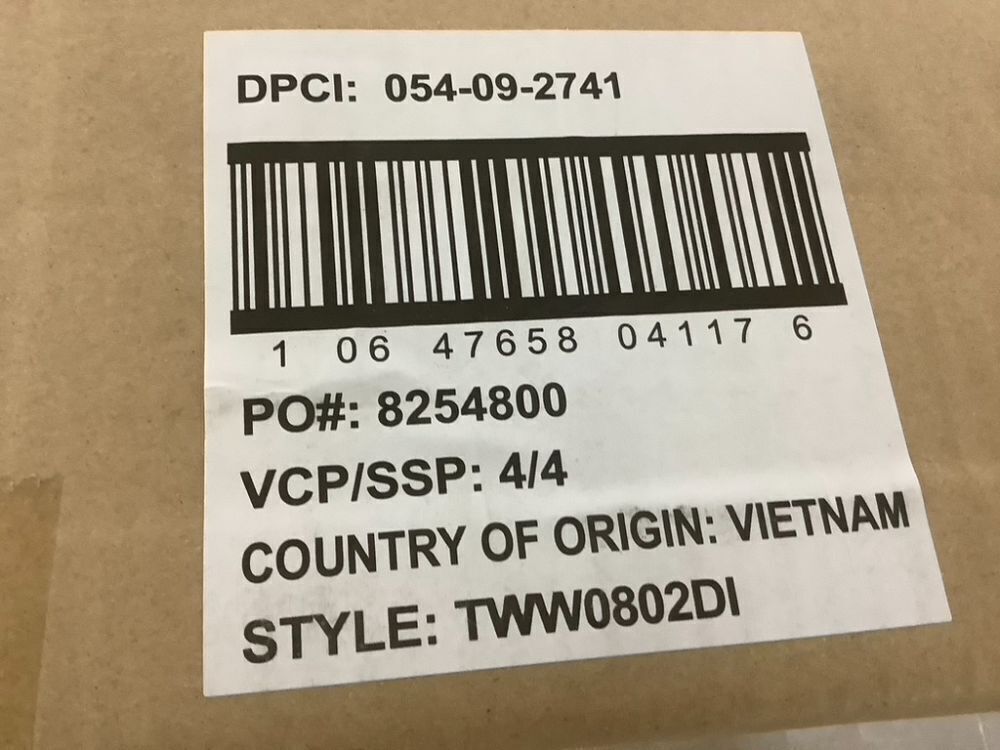 DPCI: 054-09-2741
1 06 47658 04117 6
PO#: 8254800
VCP/SSP: 4/4
COUNTRY OF ORIGIN: VIETNAM
STYLE: TWW0802DI